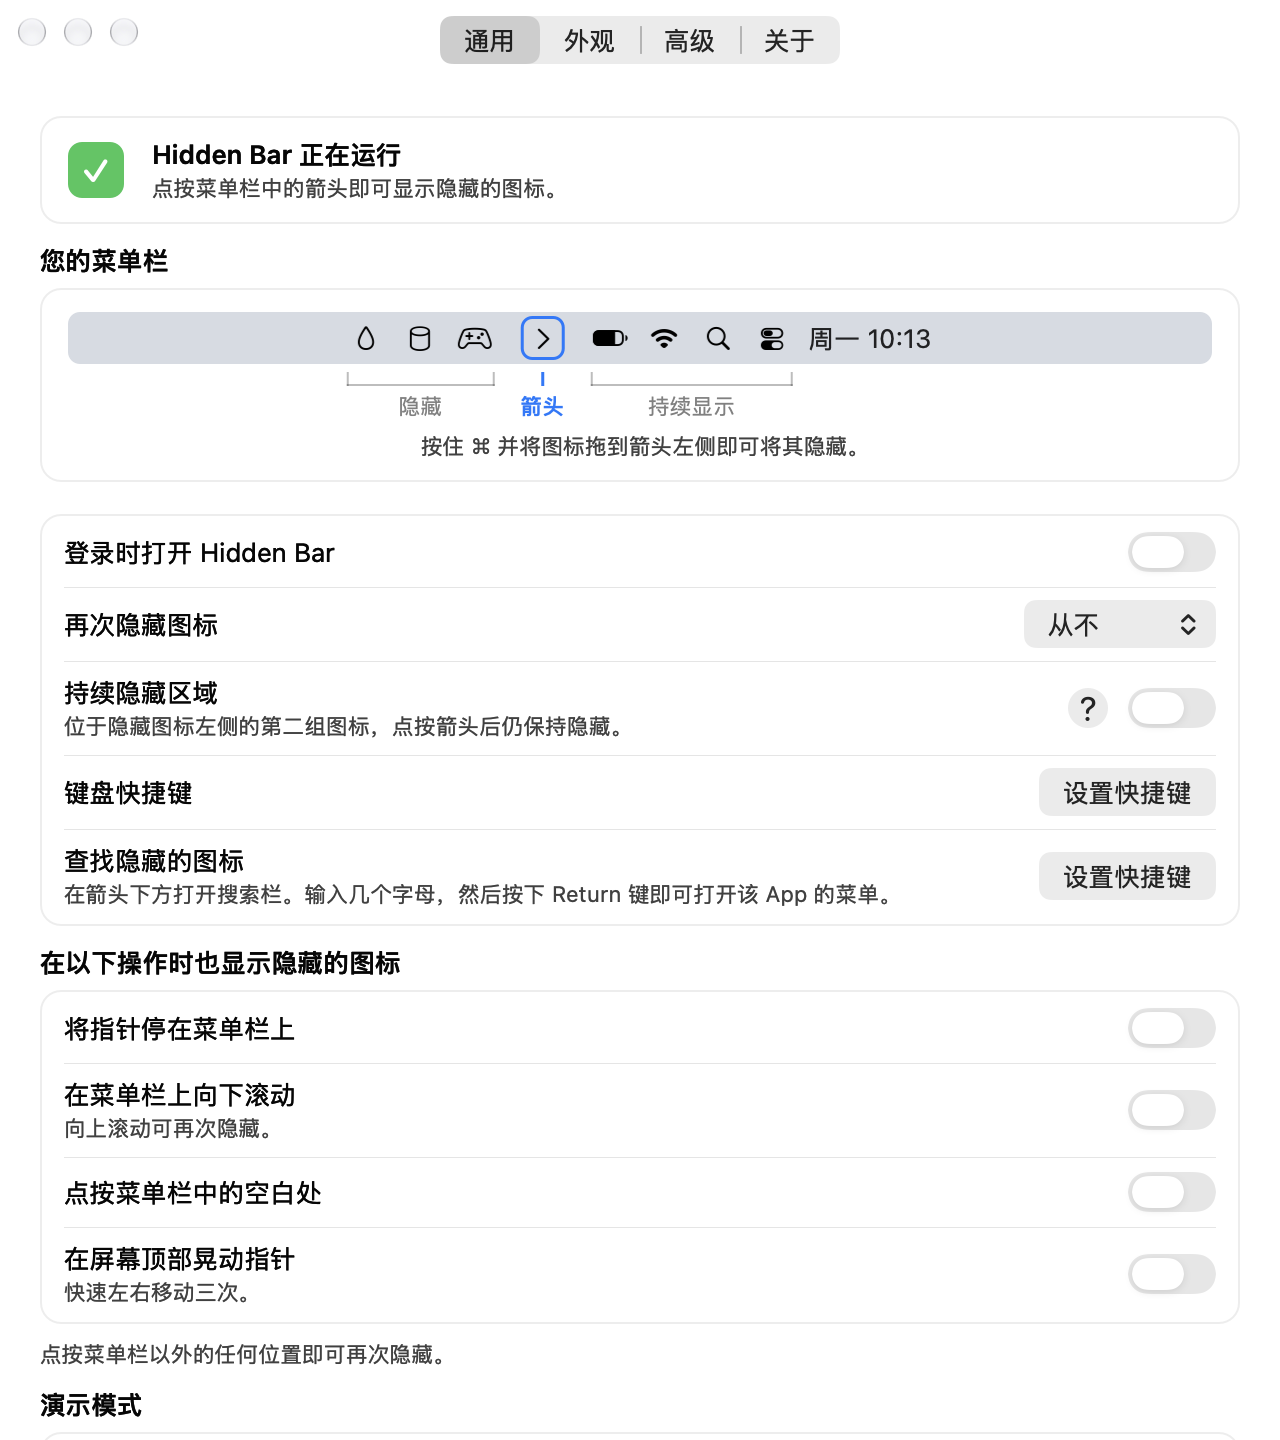 通用
外观
高级
关于
Hidden Bar 正在运行
点按菜单栏中的箭头即可显示隐藏的图标。
您的菜单栏
周一 10:13
隐藏
箭头
持续显示
按住 ⌘ 并将图标拖到箭头左侧即可将其隐藏。
登录时打开 Hidden Bar
再次隐藏图标
从不
持续隐藏区域
位于隐藏图标左侧的第二组图标，点按箭头后仍保持隐藏。
?
键盘快捷键
设置快捷键
查找隐藏的图标
在箭头下方打开搜索栏。输入几个字母，然后按下 Return 键即可打开该 App 的菜单。
设置快捷键
在以下操作时也显示隐藏的图标
将指针停在菜单栏上
在菜单栏上向下滚动
向上滚动可再次隐藏。
点按菜单栏中的空白处
在屏幕顶部晃动指针
快速左右移动三次。
点按菜单栏以外的任何位置即可再次隐藏。
演示模式